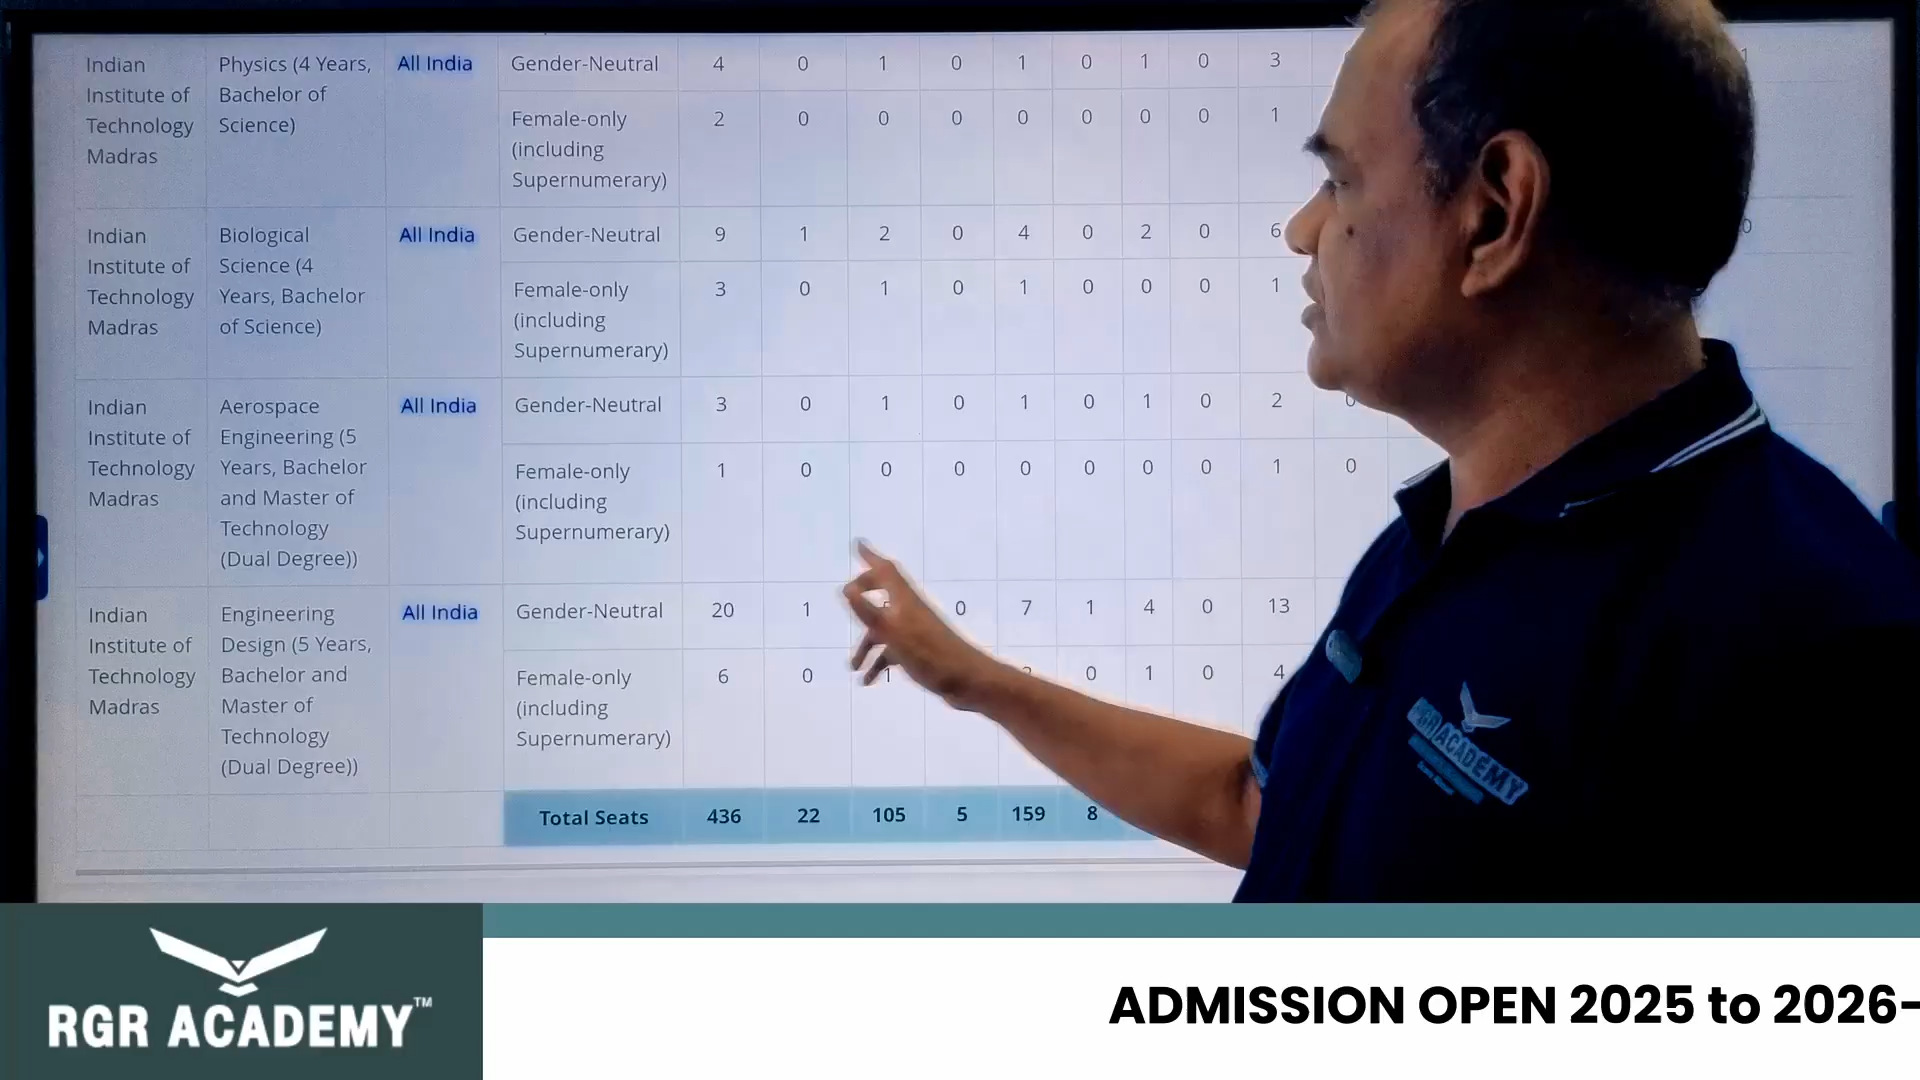 Indian Institute of Technology Madras
Physics (4 Years, Bachelor of Science)
All India
Gender-Neutral 4 0 1 0 1 0 1 0 3 1
Female-only (including Supernumerary) 2 0 0 0 0 0 0 0 1
Indian Institute of Technology Madras
Biological Science (4 Years, Bachelor of Science)
All India
Gender-Neutral 9 1 2 0 4 0 2 0 6 0
Female-only (including Supernumerary) 3 0 1 0 1 0 0 0 1
Indian Institute of Technology Madras
Aerospace Engineering (5 Years, Bachelor and Master of Technology (Dual Degree))
All India
Gender-Neutral 3 0 1 0 1 0 1 0 2 0
Female-only (including Supernumerary) 1 0 0 0 0 0 0 0 1 0
Indian Institute of Technology Madras
Engineering Design (5 Years, Bachelor and Master of Technology (Dual Degree))
All India
Gender-Neutral 20 1 0 7 1 4 0 13
Female-only (including Supernumerary) 6 0 1 0 1 0 4
Total Seats 436 22 105 5 159 8
RGR ACADEMY
RGR ACADEMY™
ADMISSION OPEN 2025 to 2026-